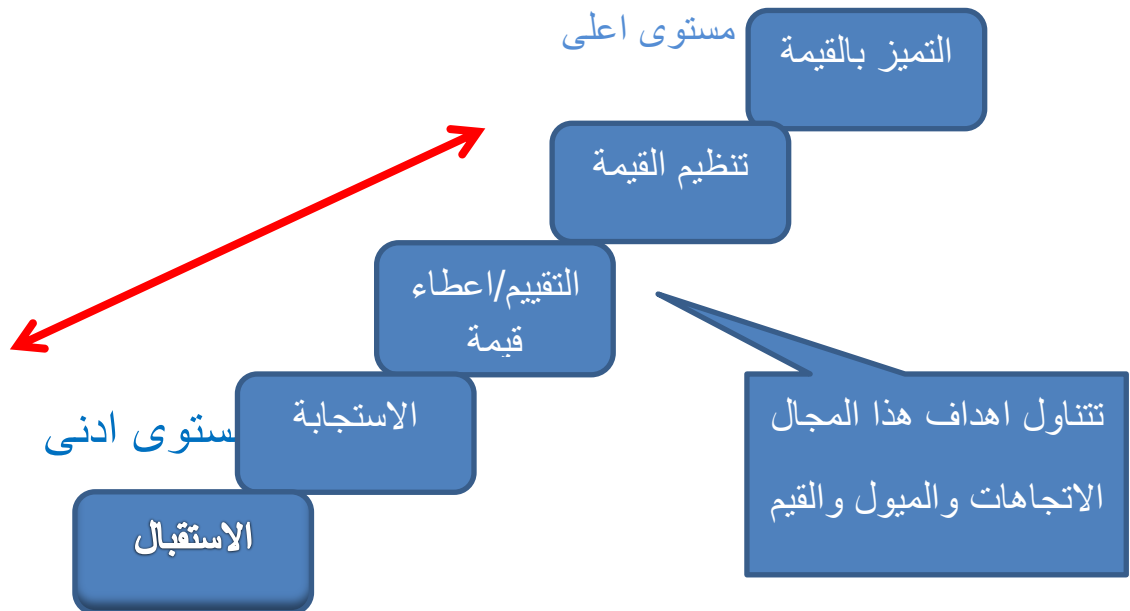 مستوى اعلى
التميز بالقيمة
تنظيم القيمة
التقييم/اعطاء
قيمة
تتناول اهداف هذا المجال
الاتجاهات والميول والقيم
الاستجابة
ستوى ادنى
الاستقبال